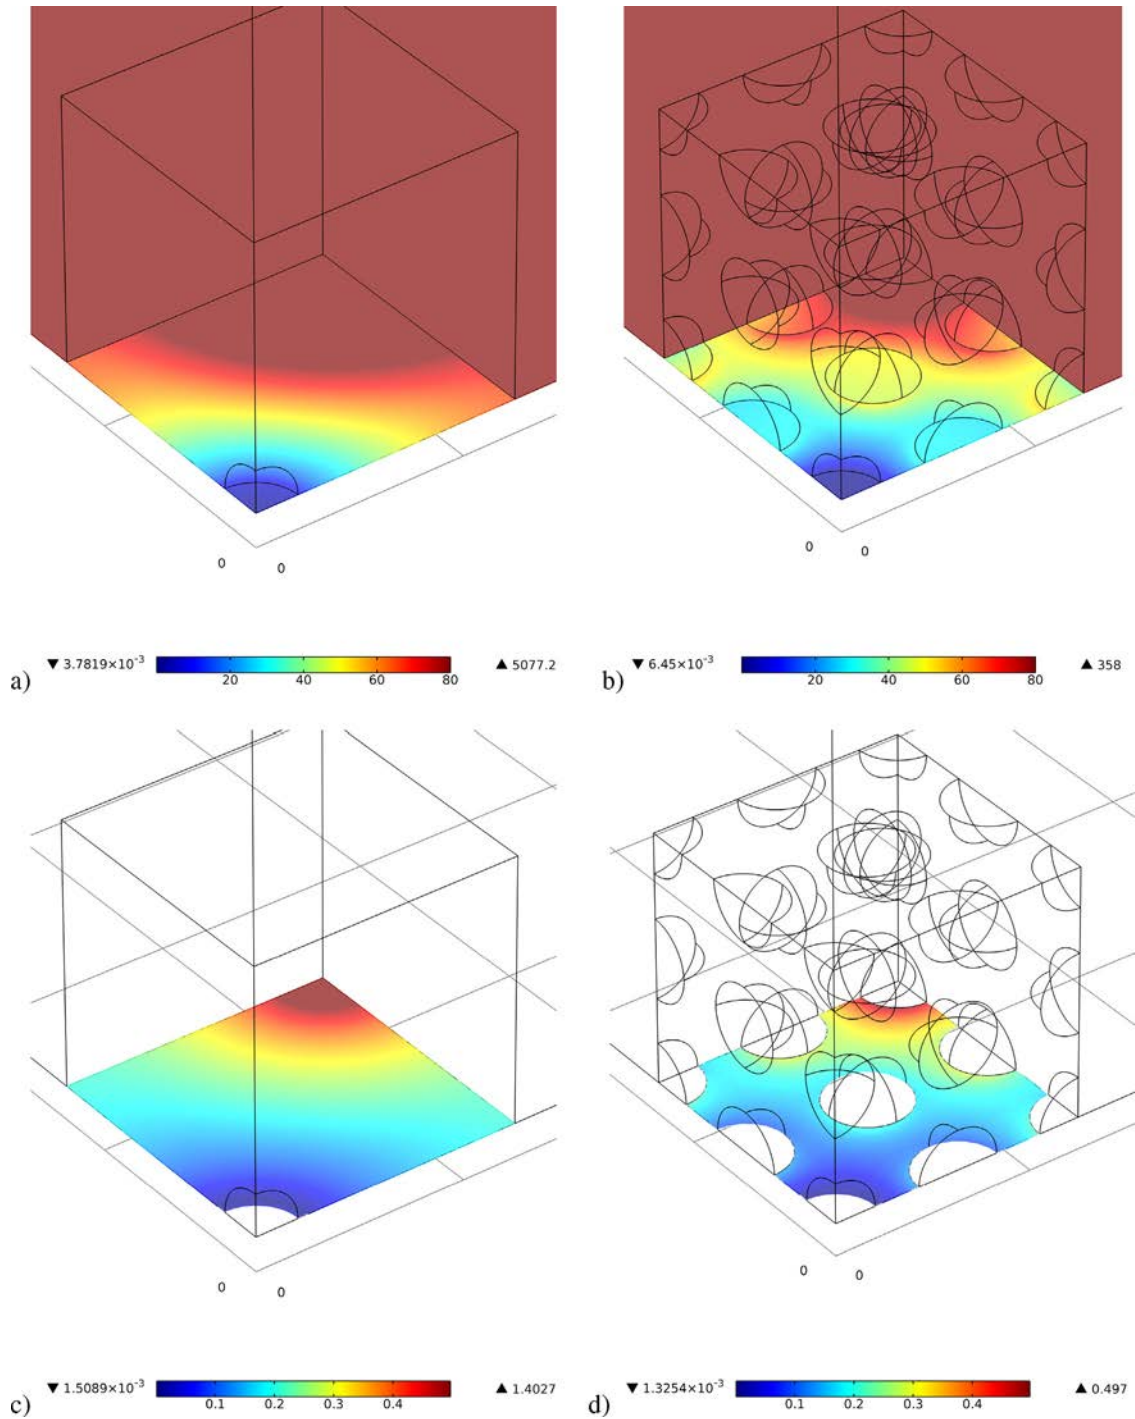 0 0 0 0
a) ▼ 3.7819×10⁻³ 20 40 60 80 ▲ 5077.2 b) ▼ 6.45×10⁻³ 20 40 60 80 ▲ 358
0 0 0 0
c) ▼ 1.5089×10⁻³ 0.1 0.2 0.3 0.4 ▲ 1.4027 d) ▼ 1.3254×10⁻³ 0.1 0.2 0.3 0.4 ▲ 0.497